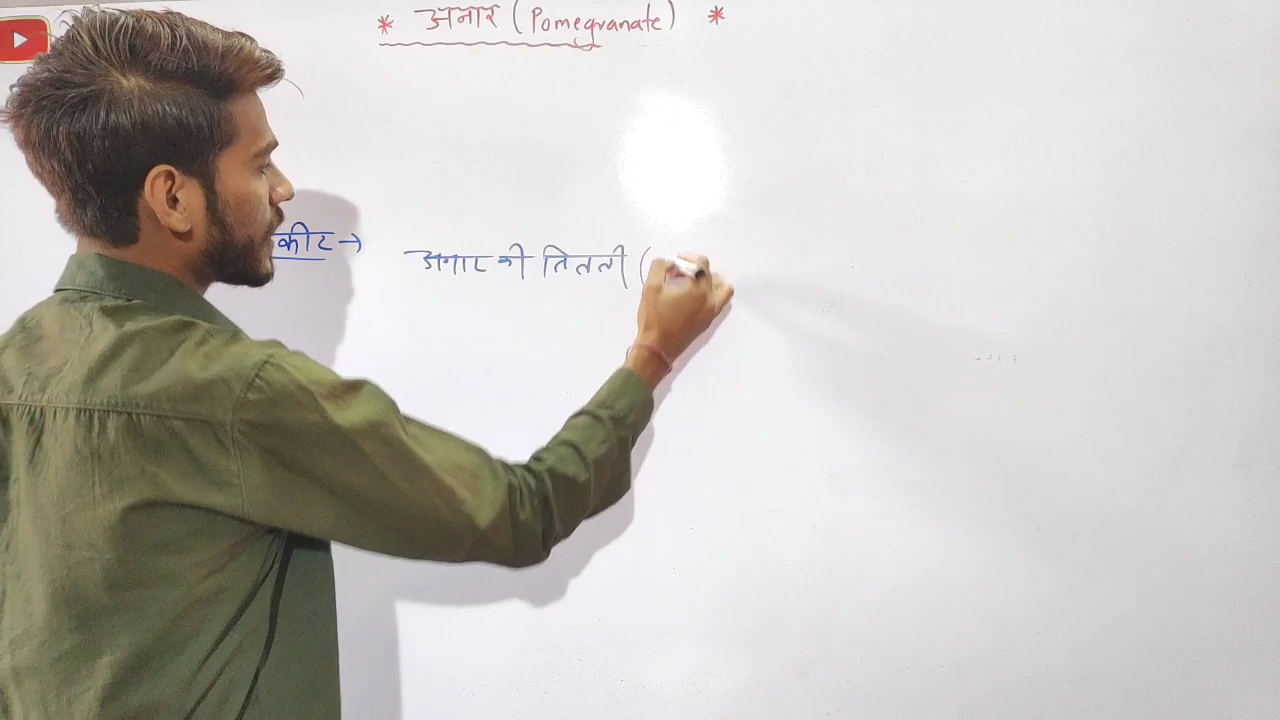 * अनार (Pomegranate) *
कीट → अनार की तितली (